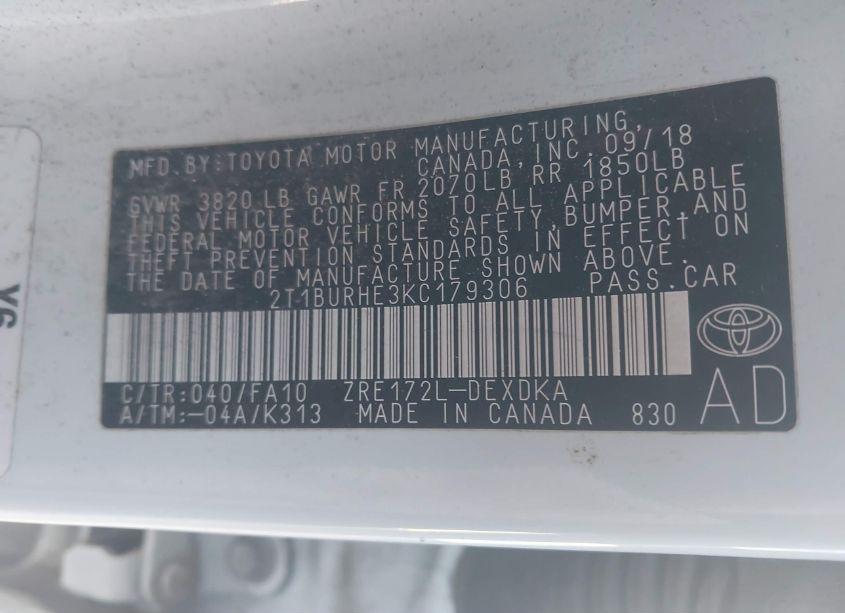 MFD. BY: TOYOTA MOTOR MANUFACTURING,
CANADA, INC. 09/18
GVWR 3820 LB GAWR FR 2070LB RR 1850LB
THIS VEHICLE CONFORMS TO ALL APPLICABLE
FEDERAL MOTOR VEHICLE SAFETY, BUMPER, AND
THEFT PREVENTION STANDARDS IN EFFECT ON
THE DATE OF MANUFACTURE SHOWN ABOVE.
2T1BURHE3KC179306 PASS. CAR
C/TR: 040/FA10 ZRE172L-DEXDKA
A/TM: -04A/K313 MADE IN CANADA 830
AD